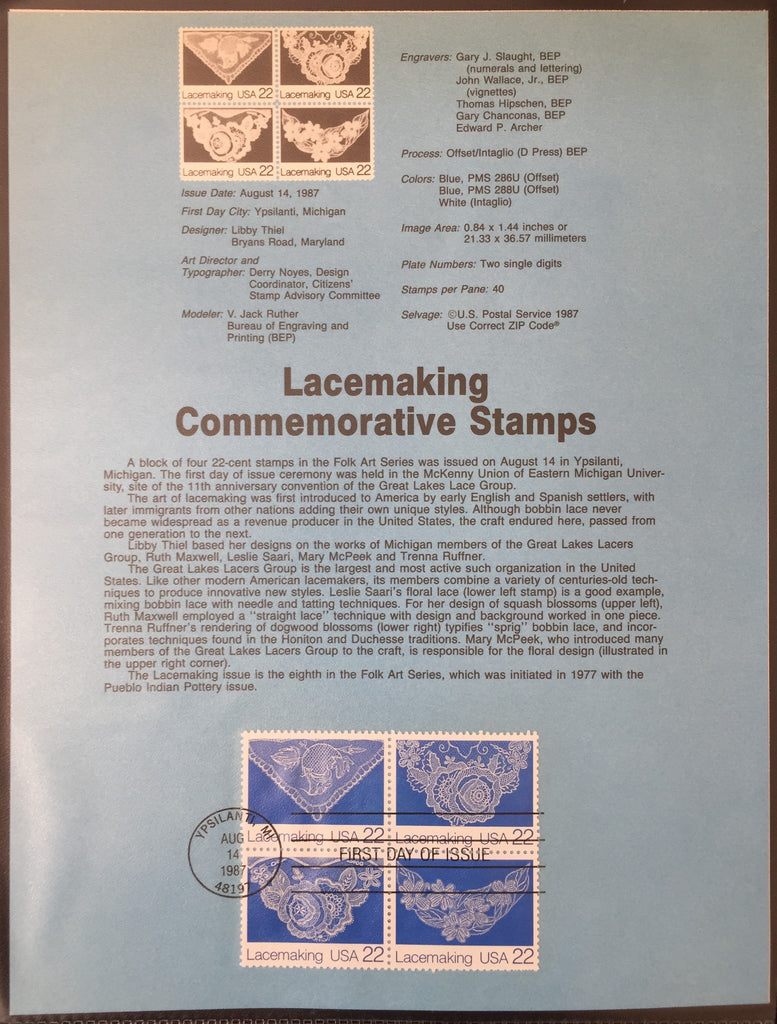 Lacemaking USA 22
Lacemaking USA 22
Lacemaking USA 22
Lacemaking USA 22
Issue Date: August 14, 1987
First Day City: Ypsilanti, Michigan
Designer: Libby Thiel
Bryans Road, Maryland
Art Director and
Typographer: Derry Noyes, Design
Coordinator, Citizens'
Stamp Advisory Committee
Modeler: V. Jack Ruther
Bureau of Engraving and
Printing (BEP)
Engravers: Gary J. Slaught, BEP
(numerals and lettering)
John Wallace, Jr., BEP
(vignettes)
Thomas Hipschen, BEP
Gary Chanconas, BEP
Edward P. Archer
Process: Offset/Intaglio (D Press) BEP
Colors: Blue, PMS 286U (Offset)
Blue, PMS 288U (Offset)
White (Intaglio)
Image Area: 0.84 x 1.44 inches or
21.33 x 36.57 millimeters
Plate Numbers: Two single digits
Stamps per Pane: 40
Selvage: ©U.S. Postal Service 1987
Use Correct ZIP Code®
Lacemaking
Commemorative Stamps
A block of four 22-cent stamps in the Folk Art Series was issued on August 14 in Ypsilanti,
Michigan. The first day of issue ceremony was held in the McKenny Union of Eastern Michigan Univer-
sity, site of the 11th anniversary convention of the Great Lakes Lace Group.
The art of lacemaking was first introduced to America by early English and Spanish settlers, with
later immigrants from other nations adding their own unique styles. Although bobbin lace never
became widespread as a revenue producer in the United States, the craft endured here, passed from
one generation to the next.
Libby Thiel based her designs on the works of Michigan members of the Great Lakes Lacers
Group, Ruth Maxwell, Leslie Saari, Mary McPeek and Trenna Ruffner.
The Great Lakes Lacers Group is the largest and most active such organization in the United
States. Like other modern American lacemakers, its members combine a variety of centuries-old tech-
niques to produce innovative new styles. Leslie Saari's floral lace (lower left stamp) is a good example,
mixing bobbin lace with needle and tatting techniques. For her design of squash blossoms (upper left),
Ruth Maxwell employed a "straight lace" technique with design and background worked in one piece.
Trenna Ruffner's rendering of dogwood blossoms (lower right) typifies "sprig" bobbin lace, and incor-
porates techniques found in the Honiton and Duchesse traditions. Mary McPeek, who introduced many
members of the Great Lakes Lacers Group to the craft, is responsible for the floral design (illustrated in
the upper right corner).
The Lacemaking issue is the eighth in the Folk Art Series, which was initiated in 1977 with the
Pueblo Indian Pottery issue.
Lacemaking USA 22
Lacemaking USA 22
YPSILANTI, MI
AUG
14
1987
48197
FIRST DAY OF ISSUE
Lacemaking USA 22
Lacemaking USA 22